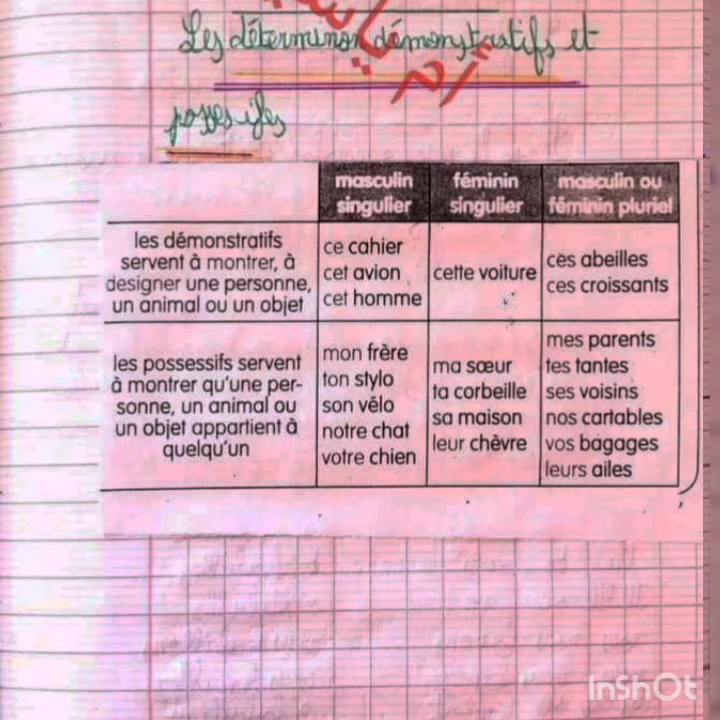 Les déterminan démonstratifs et
possessifs
masculin singulier
féminin singulier
masculin ou féminin pluriel
les démonstratifs
servent à montrer, à
designer une personne,
un animal ou un objet
ce cahier
cet avion
cet homme
cette voiture
ces abeilles
ces croissants
les possessifs servent
à montrer qu'une per-
sonne, un animal ou
un objet appartient à
quelqu'un
mon frère
ton stylo
son vélo
notre chat
votre chien
ma sœur
ta corbeille
sa maison
leur chèvre
mes parents
tes tantes
ses voisins
nos cartables
vos bagages
leurs ailes
InShOt